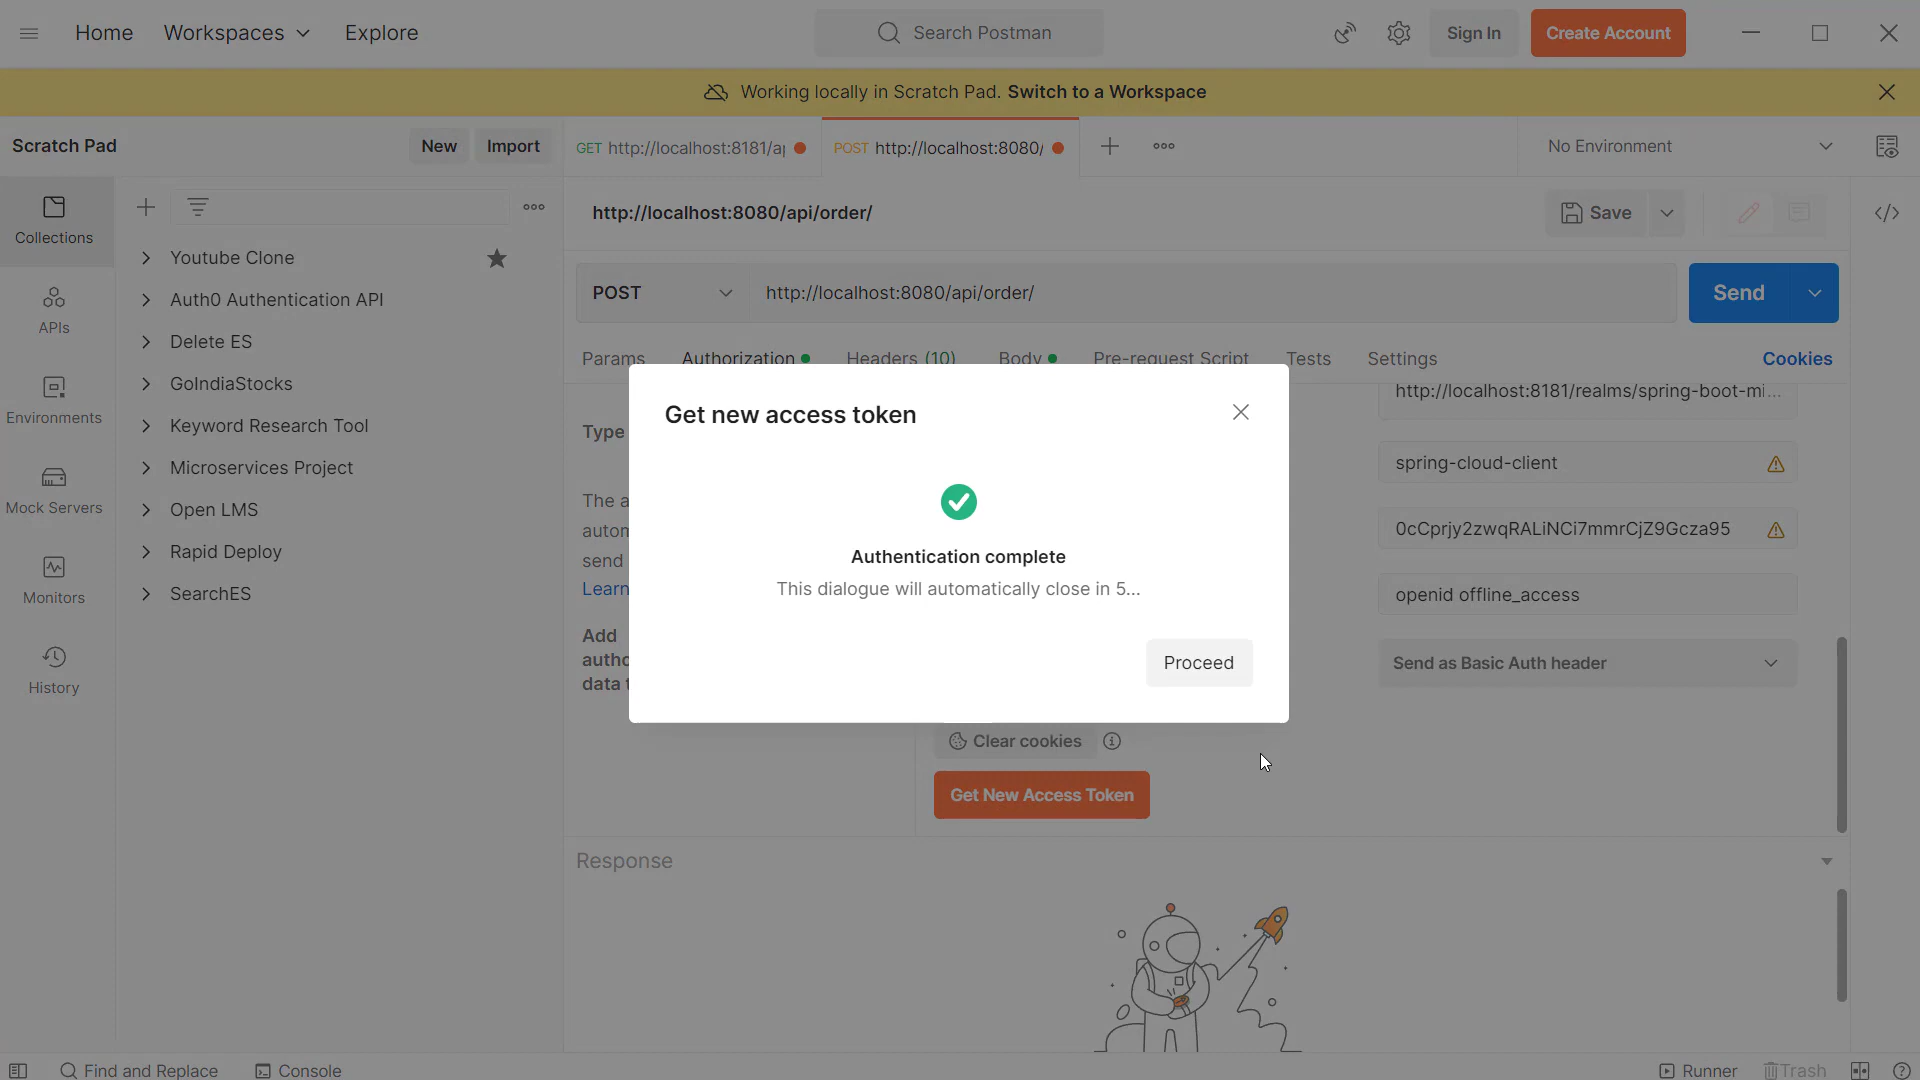 Home Workspaces Explore
Search Postman
Sign In Create Account
Working locally in Scratch Pad. Switch to a Workspace
Scratch Pad New Import
GET http://localhost:8181/a
POST http://localhost:8080/
No Environment
Collections
APIs
Environments
Mock Servers
Monitors
History
Youtube Clone
Auth0 Authentication API
Delete ES
GoIndiaStocks
Keyword Research Tool
Microservices Project
Open LMS
Rapid Deploy
SearchES
http://localhost:8080/api/order/
Save
POST http://localhost:8080/api/order/ Send
Params Authorization Headers (10) Body Pre-request Script Tests Settings Cookies
http://localhost:8181/realms/spring-boot-mi...
Type
spring-cloud-client
The a
autom
send
Learn
0cCprjy2zwqRALiNCi7mmrCjZ9Gcza95
openid offline_access
Add
autho
data t
Send as Basic Auth header
Get new access token
Authentication complete
This dialogue will automatically close in 5...
Proceed
Clear cookies
Get New Access Token
Response
Find and Replace Console Runner Trash